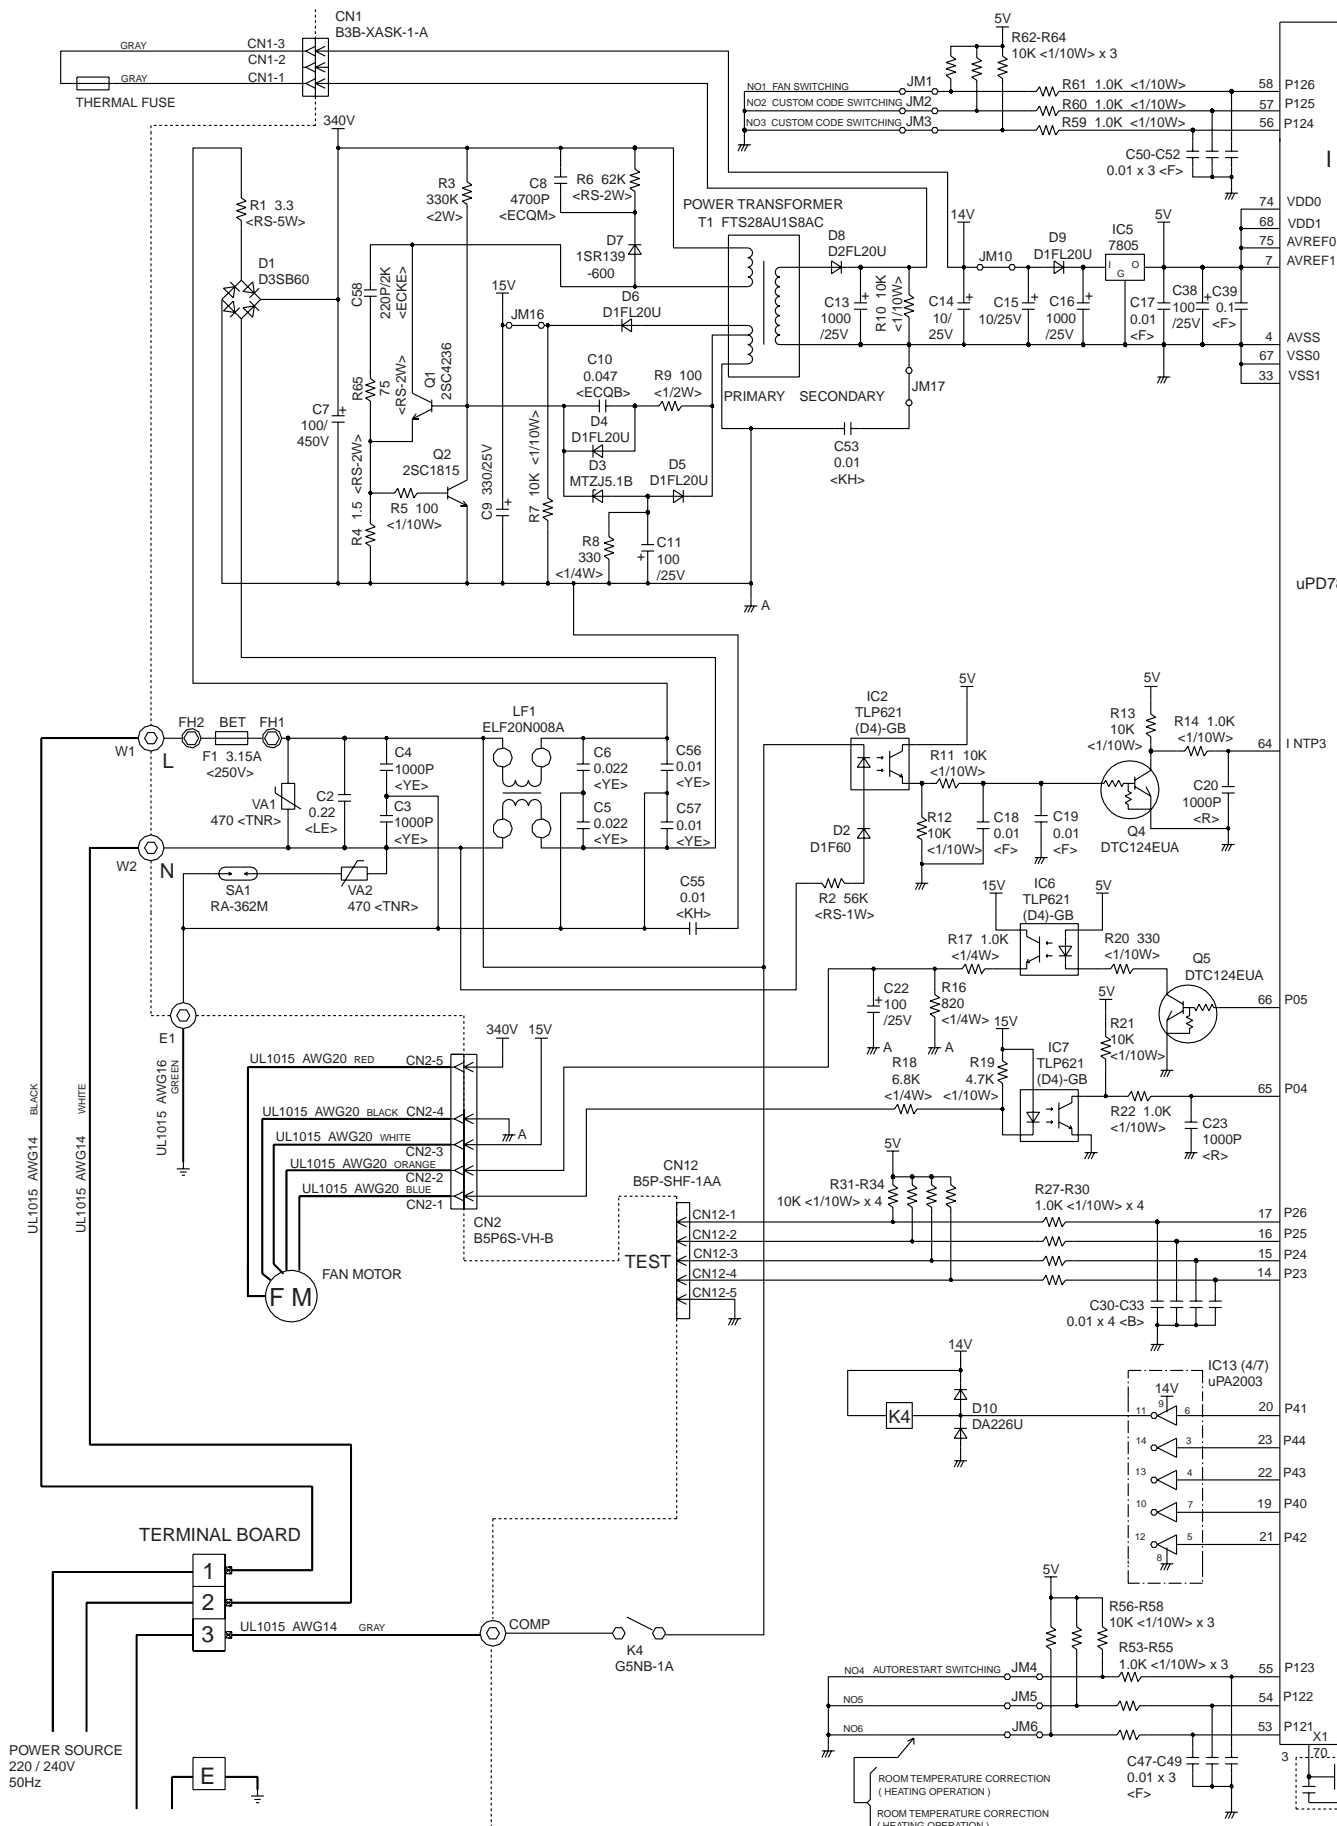 CN1
B3B-XASK-1-A
GRAY
CN1-3
CN1-2
GRAY
CN1-1
THERMAL FUSE
5V
R62-R64
10K <1/10W> x 3
NO1 FAN SWITCHING
JM1
R61 1.0K <1/10W>
58
P126
NO2 CUSTOM CODE SWITCHING
JM2
R60 1.0K <1/10W>
57
P125
NO3 CUSTOM CODE SWITCHING
JM3
R59 1.0K <1/10W>
56
P124
C50-C52
0.01 x 3 <F>
I
340V
R1 3.3
<RS-5W>
D1
D3SB60
R3
330K
<2W>
C8
4700P
<ECQM>
R6 62K
<RS-2W>
D7
1SR139
-600
POWER TRANSFORMER
T1 FTS28AU1S8AC
C58
220P/2K
<ECKE>
15V
JM16
D6
D1FL20U
D8
D2FL20U
C13
1000
/25V
R10 10K
<1/10W>
14V
JM10
D9
D1FL20U
IC5
7805
I
O
G
5V
C14
10/
25V
C15
10/25V
C16
1000
/25V
C17
0.01
<F>
C38
100
/25V
C39
0.1
<F>
74
VDD0
68
VDD1
75
AVREF0
7
AVREF1
4
AVSS
67
VSS0
33
VSS1
PRIMARY
SECONDARY
JM17
C53
0.01
<KH>
R65
75
<RS-2W>
Q1
2SC4236
C10
0.047
<ECQB>
R9 100
<1/2W>
C7
100/
450V
D4
D1FL20U
Q2
2SC1815
D3
MTZJ5.1B
D5
D1FL20U
R4 1.5 <RS-2W>
R5 100
<1/10W>
C9 330/25V
R7 10K <1/10W>
R8
330
<1/4W>
C11
100
/25V
A
uPD78
W1
L
FH2
BET
FH1
F1 3.15A
<250V>
VA1
470 <TNR>
C2
0.22
<LE>
C4
1000P
<YE>
C3
1000P
<YE>
LF1
ELF20N008A
C6
0.022
<YE>
C56
0.01
<YE>
C5
0.022
<YE>
C57
0.01
<YE>
W2
N
SA1
RA-362M
VA2
470 <TNR>
C55
0.01
<KH>
IC2
TLP621
(D4)-GB
5V
R11 10K
<1/10W>
D2
D1F60
R12
10K
<1/10W>
C18
0.01
<F>
C19
0.01
<F>
R2 56K
<RS-1W>
5V
R13
10K
<1/10W>
R14 1.0K
<1/10W>
64
I NTP3
C20
1000P
<R>
Q4
DTC124EUA
15V
IC6
TLP621
(D4)-GB
5V
R17 1.0K
<1/4W>
R20 330
<1/10W>
Q5
DTC124EUA
66
P05
C22
100
/25V
R16
820
<1/4W>
A
A
E1
UL1015 AWG16
GREEN
UL1015 AWG14
BLACK
UL1015 AWG14
WHITE
15V
R18
6.8K
<1/4W>
R19
4.7K
<1/10W>
IC7
TLP621
(D4)-GB
5V
R21
10K
<1/10W>
65
P04
R22 1.0K
<1/10W>
C23
1000P
<R>
340V
15V
UL1015 AWG20 RED
CN2-5
UL1015 AWG20 BLACK
CN2-4
A
UL1015 AWG20 WHITE
CN2-3
UL1015 AWG20 ORANGE
CN2-2
UL1015 AWG20 BLUE
CN2-1
CN2
B5P6S-VH-B
FAN MOTOR
F M
CN12
B5P-SHF-1AA
TEST
CN12-1
CN12-2
CN12-3
CN12-4
CN12-5
5V
R31-R34
10K <1/10W> x 4
R27-R30
1.0K <1/10W> x 4
17
P26
16
P25
15
P24
14
P23
C30-C33
0.01 x 4 <B>
14V
K4
D10
DA226U
IC13 (4/7)
uPA2003
14V
9
11
6
20
P41
14
3
23
P44
13
4
22
P43
10
7
19
P40
12
5
8
21
P42
TERMINAL BOARD
1
2
3
UL1015 AWG14
GRAY
COMP
K4
G5NB-1A
5V
R56-R58
10K <1/10W> x 3
R53-R55
1.0K <1/10W> x 3
NO4
AUTORESTART SWITCHING
JM4
55
P123
NO5
JM5
54
P122
NO6
JM6
53
P121
C47-C49
0.01 x 3
<F>
X1
3
70
POWER SOURCE
220 / 240V
50Hz
E
ROOM TEMPERATURE CORRECTION
( HEATING OPERATION )
ROOM TEMPERATURE CORRECTION
( HEATING OPERATION )